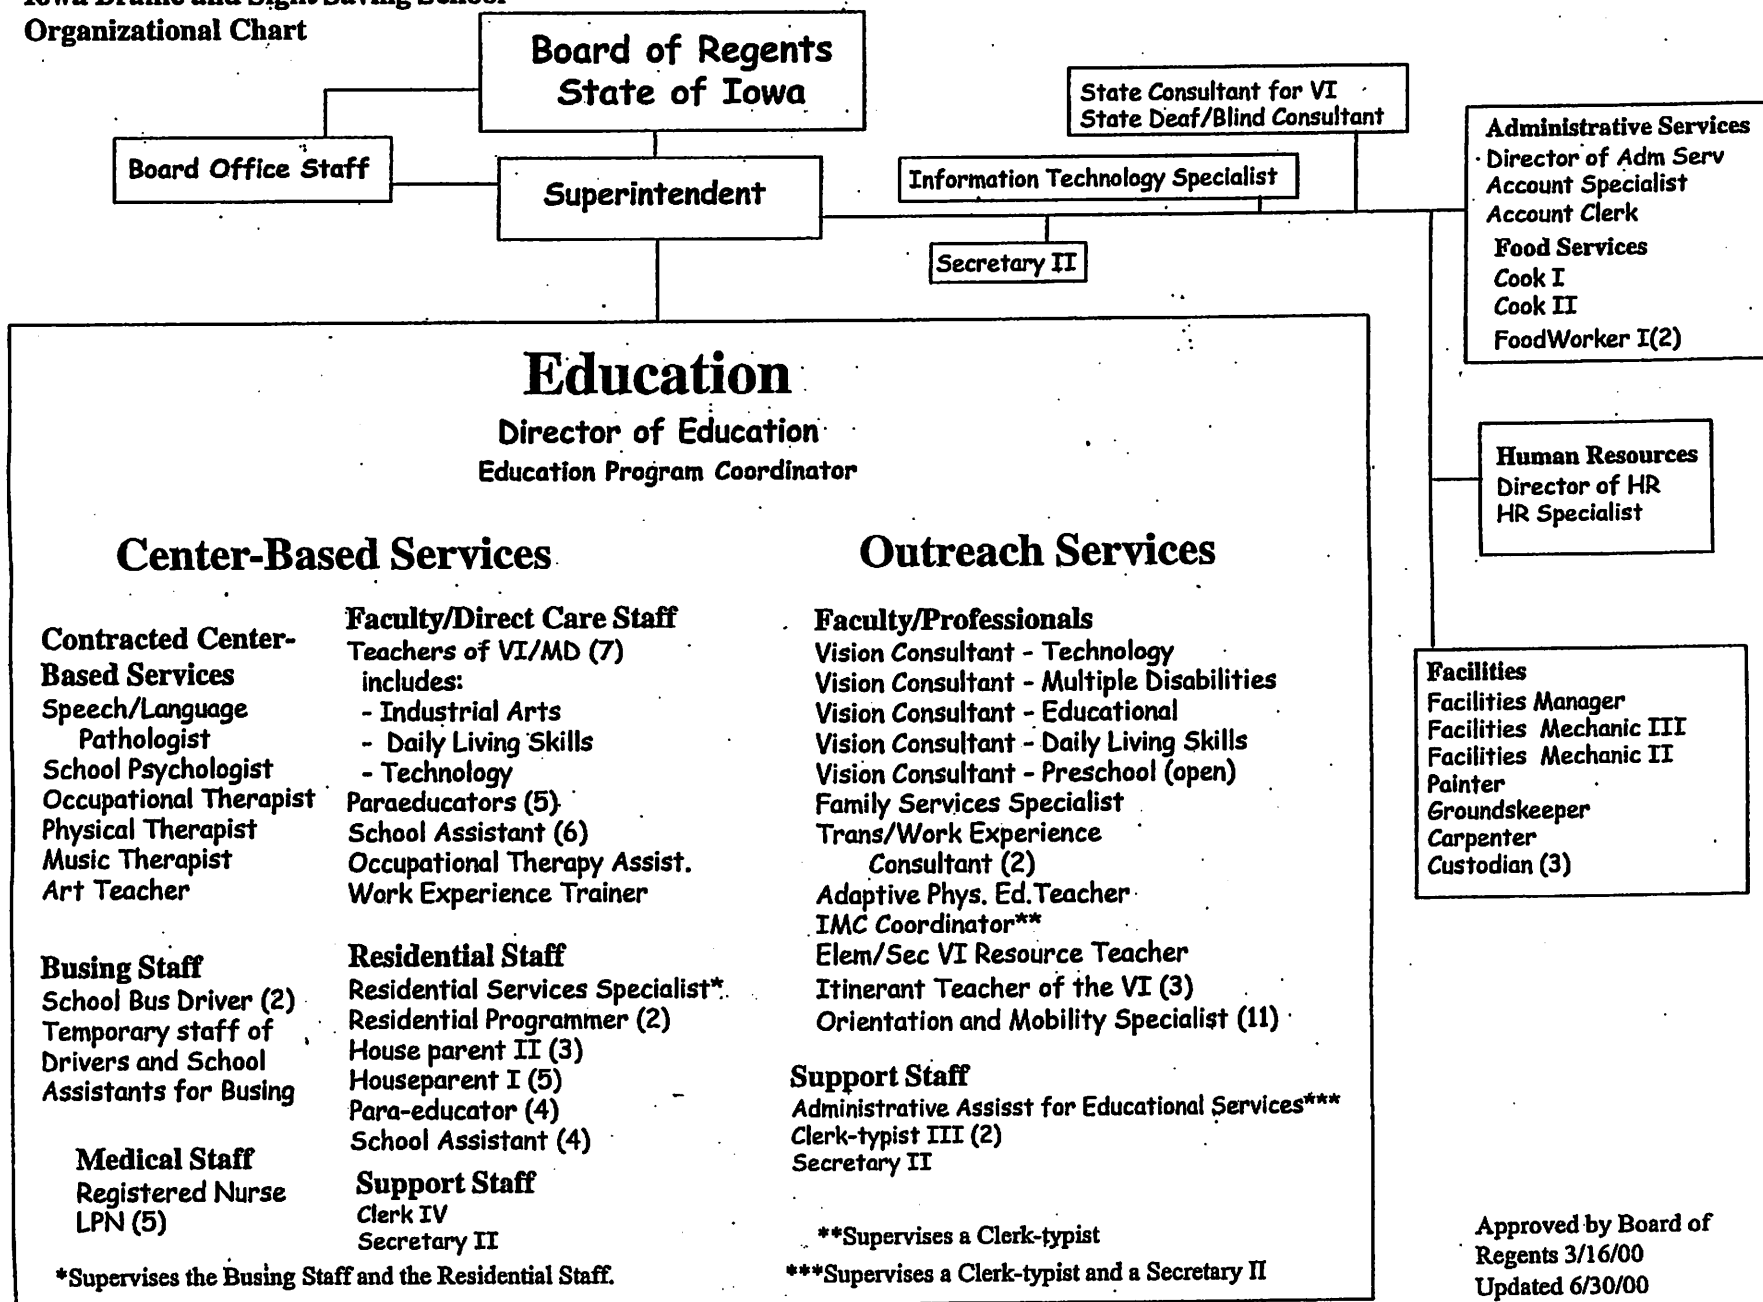 Organizational Chart
Board of Regents
State of Iowa
Board Office Staff
Superintendent
State Consultant for VI
State Deaf/Blind Consultant
Information Technology Specialist
Secretary II
Administrative Services
Director of Adm Serv
Account Specialist
Account Clerk
Food Services
Cook I
Cook II
FoodWorker I(2)
Human Resources
Director of HR
HR Specialist
Facilities
Facilities Manager
Facilities Mechanic III
Facilities Mechanic II
Painter
Groundskeeper
Carpenter
Custodian (3)
Education
Director of Education
Education Program Coordinator
Center-Based Services
Contracted Center-
Based Services
Speech/Language
Pathologist
School Psychologist
Occupational Therapist
Physical Therapist
Music Therapist
Art Teacher
Busing Staff
School Bus Driver (2)
Temporary staff of
Drivers and School
Assistants for Busing
Medical Staff
Registered Nurse
LPN (5)
Faculty/Direct Care Staff
Teachers of VI/MD (7)
includes:
- Industrial Arts
- Daily Living Skills
- Technology
Paraeducators (5)
School Assistant (6)
Occupational Therapy Assist.
Work Experience Trainer
Residential Staff
Residential Services Specialist*
Residential Programmer (2)
House parent II (3)
Houseparent I (5)
Para-educator (4)
School Assistant (4)
Support Staff
Clerk IV
Secretary II
*Supervises the Busing Staff and the Residential Staff.
Outreach Services
Faculty/Professionals
Vision Consultant - Technology
Vision Consultant - Multiple Disabilities
Vision Consultant - Educational
Vision Consultant - Daily Living Skills
Vision Consultant - Preschool (open)
Family Services Specialist
Trans/Work Experience
Consultant (2)
Adaptive Phys. Ed.Teacher
IMC Coordinator**
Elem/Sec VI Resource Teacher
Itinerant Teacher of the VI (3)
Orientation and Mobility Specialist (11)
Support Staff
Administrative Assisst for Educational Services***
Clerk-typist III (2)
Secretary II
**Supervises a Clerk-typist
***Supervises a Clerk-typist and a Secretary II
Approved by Board of
Regents 3/16/00
Updated 6/30/00